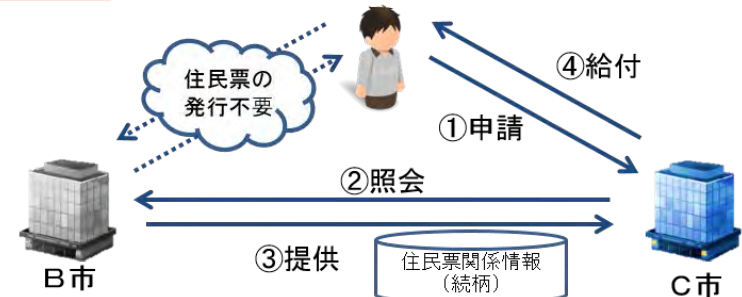 住民票の
発行不要
④給付
①申請
②照会
③提供
住民票関係情報
（続柄）
B市
C市